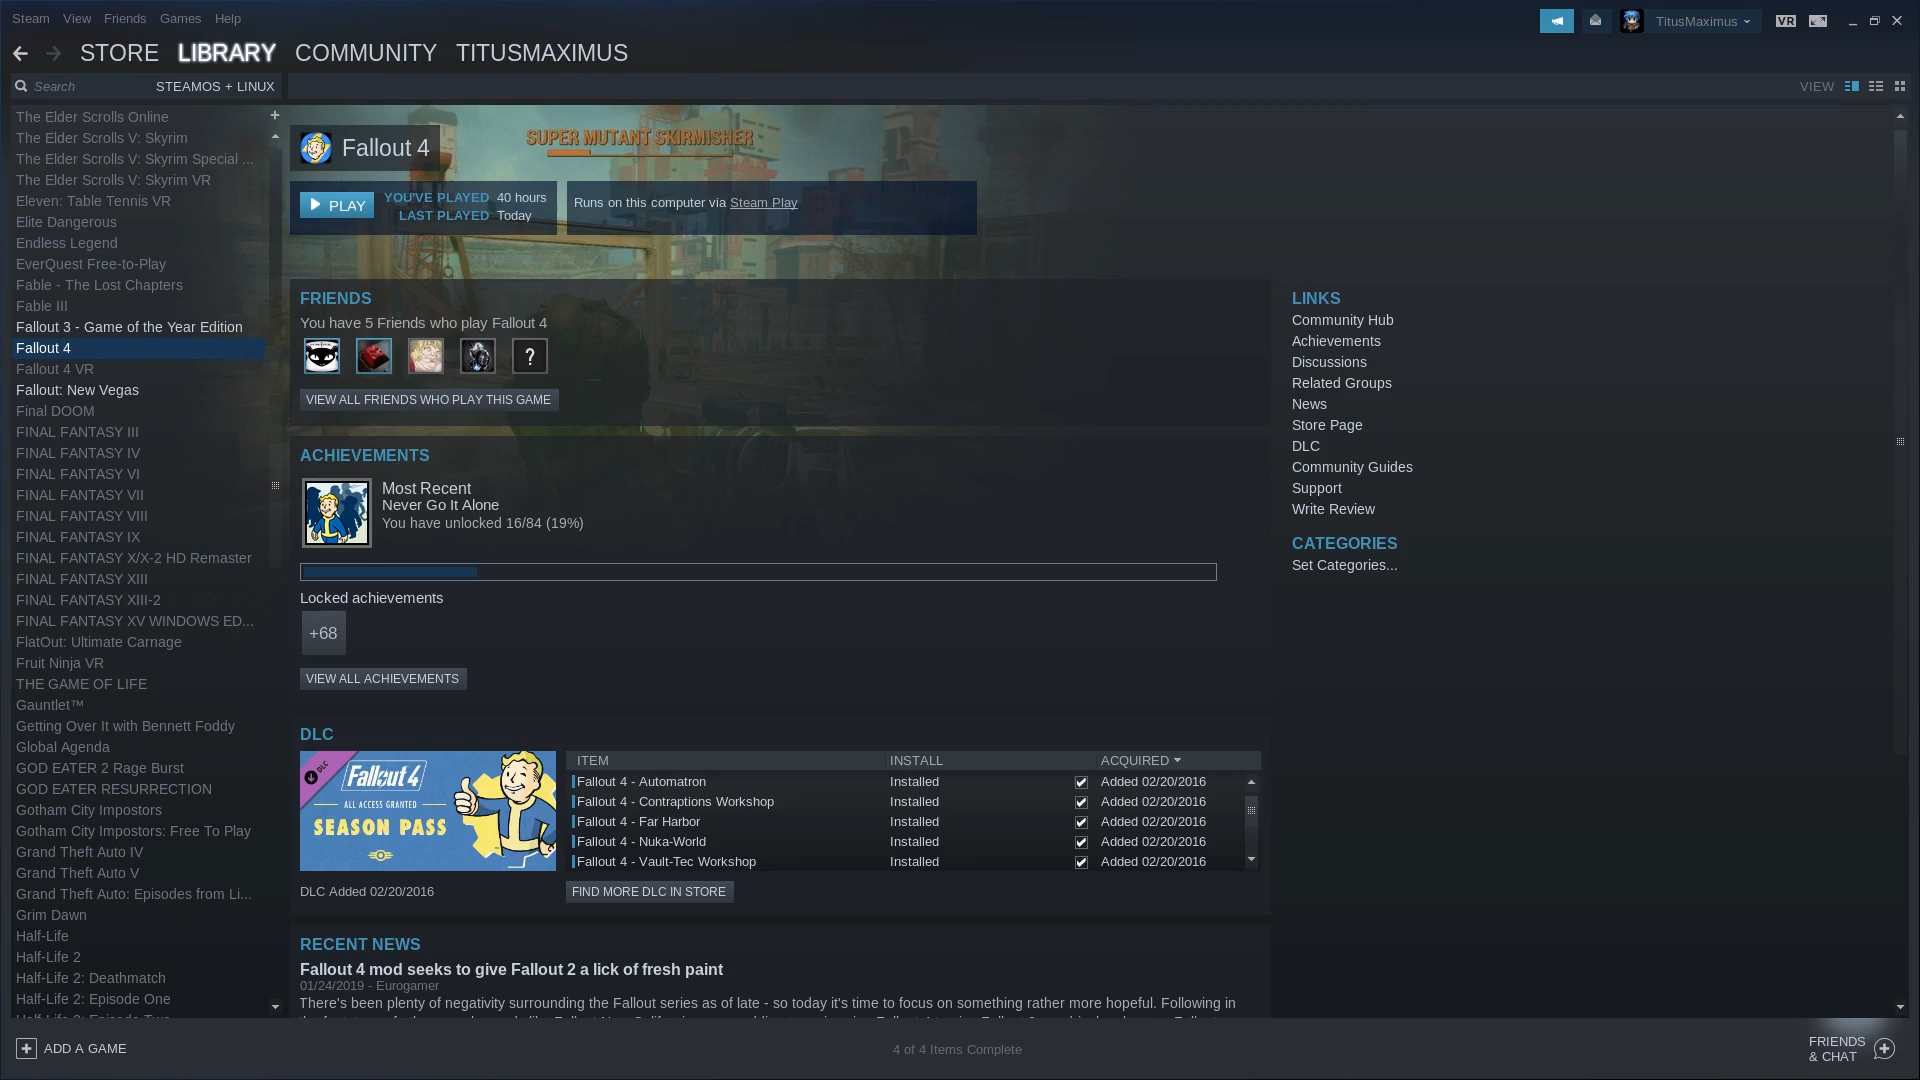 Steam View Friends Games Help
TitusMaximus
VR
STORE LIBRARY COMMUNITY TITUSMAXIMUS
Search
STEAMOS + LINUX
VIEW
The Elder Scrolls Online
The Elder Scrolls V: Skyrim
The Elder Scrolls V: Skyrim Special ...
The Elder Scrolls V: Skyrim VR
Eleven: Table Tennis VR
Elite Dangerous
Endless Legend
EverQuest Free-to-Play
Fable - The Lost Chapters
Fable III
Fallout 3 - Game of the Year Edition
Fallout 4
Fallout 4 VR
Fallout: New Vegas
Final DOOM
FINAL FANTASY III
FINAL FANTASY IV
FINAL FANTASY VI
FINAL FANTASY VII
FINAL FANTASY VIII
FINAL FANTASY IX
FINAL FANTASY X/X-2 HD Remaster
FINAL FANTASY XIII
FINAL FANTASY XIII-2
FINAL FANTASY XV WINDOWS ED...
FlatOut: Ultimate Carnage
Fruit Ninja VR
THE GAME OF LIFE
Gauntlet™
Getting Over It with Bennett Foddy
Global Agenda
GOD EATER 2 Rage Burst
GOD EATER RESURRECTION
Gotham City Impostors
Gotham City Impostors: Free To Play
Grand Theft Auto IV
Grand Theft Auto V
Grand Theft Auto: Episodes from Li...
Grim Dawn
Half-Life
Half-Life 2
Half-Life 2: Deathmatch
Half-Life 2: Episode One
Half-Life 2: Episode Two
Fallout 4
SUPER MUTANT SKIRMISHER
PLAY
YOU'VE PLAYED 40 hours
LAST PLAYED Today
Runs on this computer via Steam Play
FRIENDS
You have 5 Friends who play Fallout 4
?
VIEW ALL FRIENDS WHO PLAY THIS GAME
ACHIEVEMENTS
Most Recent
Never Go It Alone
You have unlocked 16/84 (19%)
Locked achievements
+68
VIEW ALL ACHIEVEMENTS
DLC
DLC
Fallout 4
ALL ACCESS GRANTED
SEASON PASS
DLC Added 02/20/2016
ITEM INSTALL ACQUIRED
Fallout 4 - Automatron Installed Added 02/20/2016
Fallout 4 - Contraptions Workshop Installed Added 02/20/2016
Fallout 4 - Far Harbor Installed Added 02/20/2016
Fallout 4 - Nuka-World Installed Added 02/20/2016
Fallout 4 - Vault-Tec Workshop Installed Added 02/20/2016
FIND MORE DLC IN STORE
RECENT NEWS
Fallout 4 mod seeks to give Fallout 2 a lick of fresh paint
01/24/2019 - Eurogamer
There's been plenty of negativity surrounding the Fallout series as of late - so today it's time to focus on something rather more hopeful. Following in
LINKS
Community Hub
Achievements
Discussions
Related Groups
News
Store Page
DLC
Community Guides
Support
Write Review
CATEGORIES
Set Categories...
ADD A GAME
4 of 4 Items Complete
FRIENDS
& CHAT